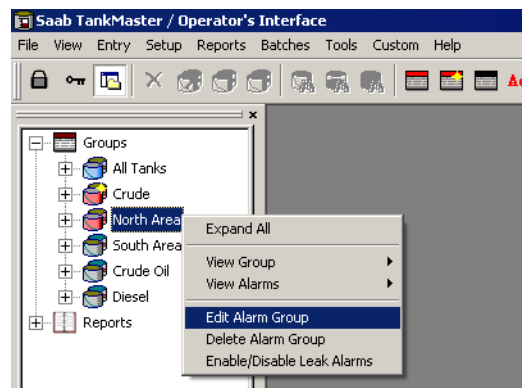 Saab TankMaster / Operator's Interface
File View Entry Setup Reports Batches Tools Custom Help
Groups
All Tanks
Crude
North Area
South Area
Crude Oil
Diesel
Reports
Expand All
View Group
View Alarms
Edit Alarm Group
Delete Alarm Group
Enable/Disable Leak Alarms